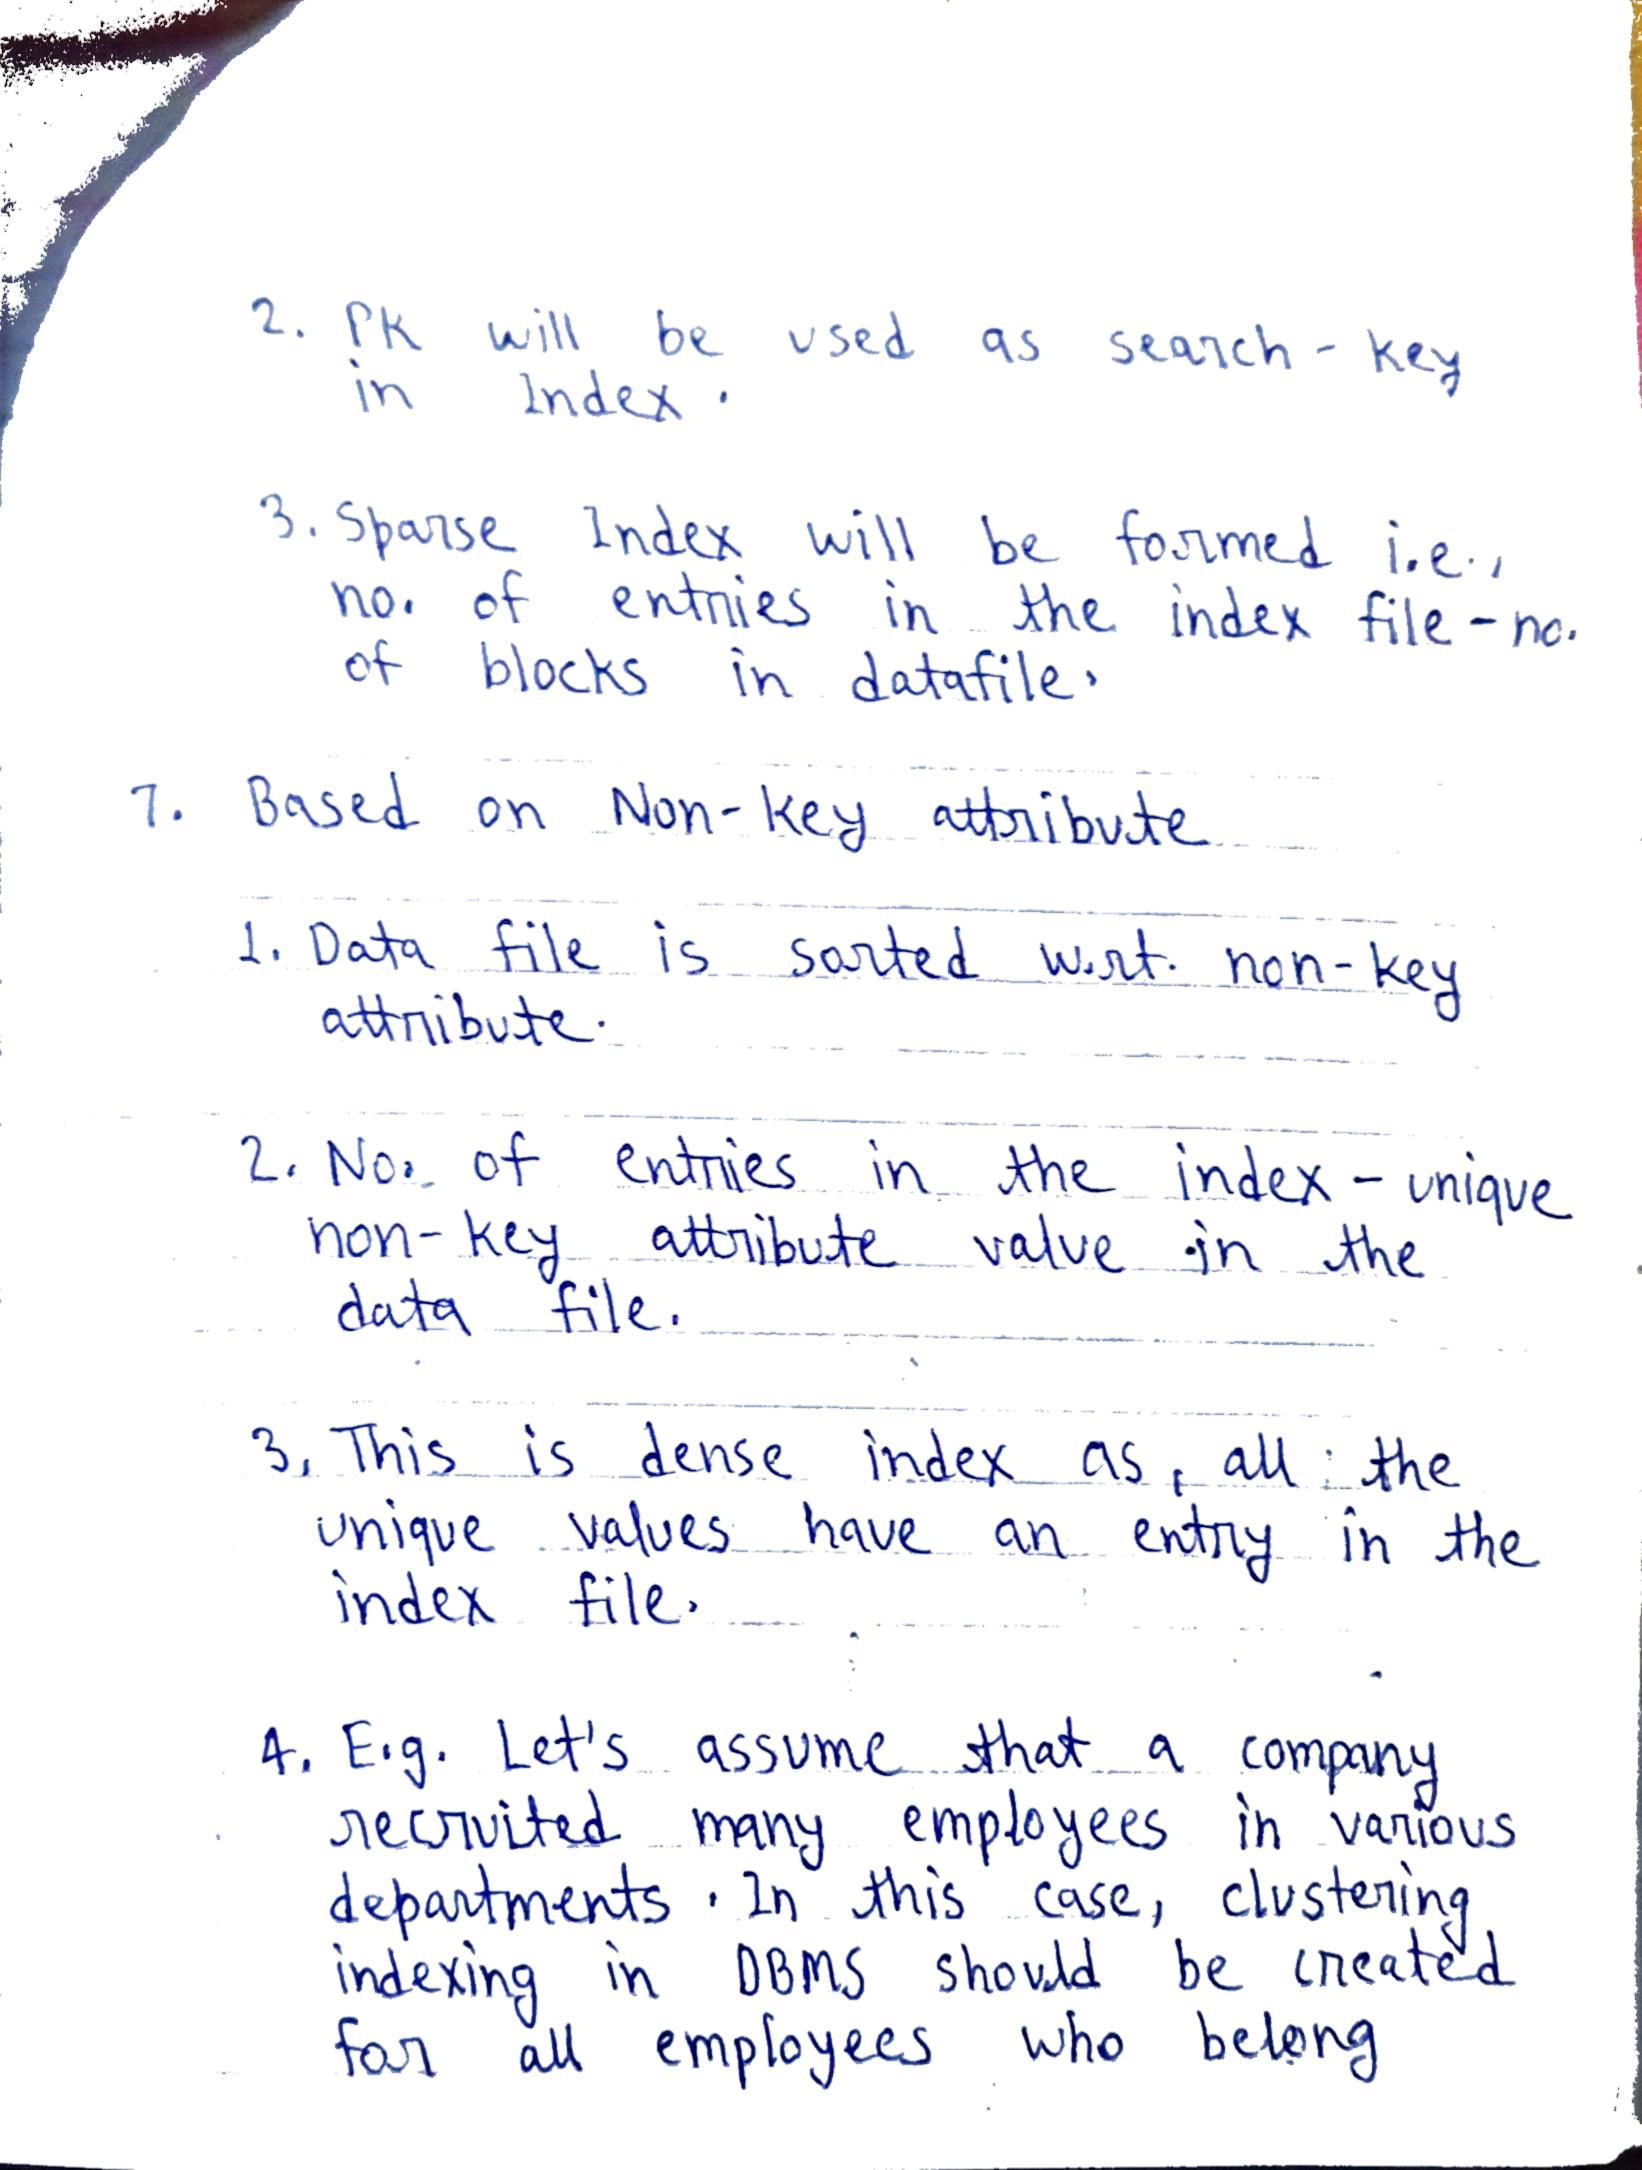 2. PK will be used as search - key
in Index.
3. Sparse Index will be formed i.e.,
no. of entries in the index file - no.
of blocks in datafile.
7. Based on Non-key attribute
1. Data file is sorted w.r.t. non-key
attribute.
2. No. of entries in the index - unique
non-key attribute value in the
data file.
3. This is dense index as, all the
unique values have an entry in the
index file.
4. E.g. Let's assume that a company
recruited many employees in various
departments. In this case, clustering
indexing in DBMS should be created
for all employees who belong